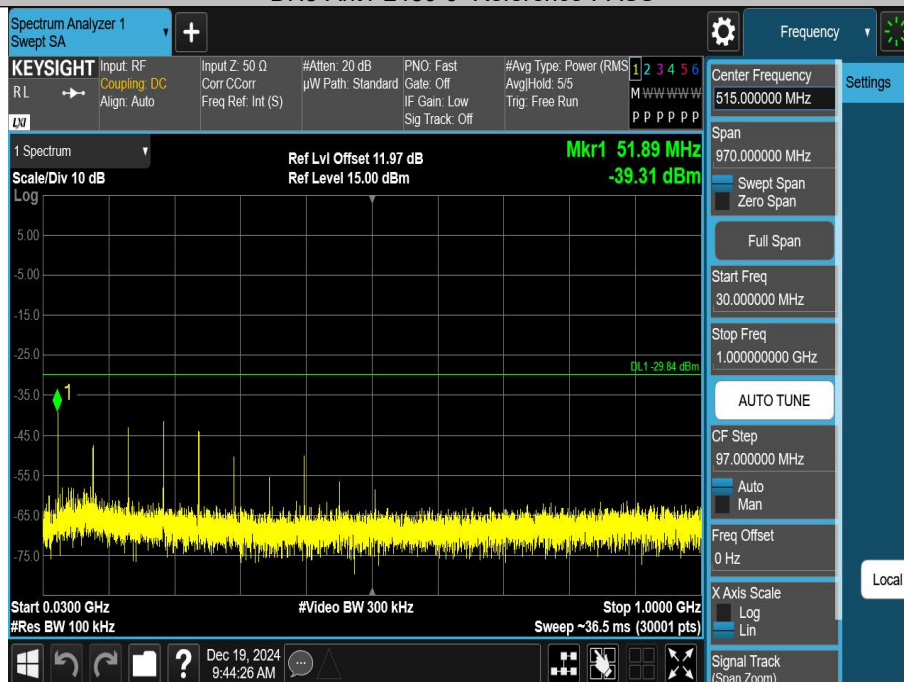 Spectrum Analyzer 1
Swept SA
+
Frequency
KEYSIGHT
RL
LXI
Input: RF
Coupling: DC
Align: Auto
Input Z: 50 Ω
Corr CCorr
Freq Ref: Int (S)
#Atten: 20 dB
µW Path: Standard
PNO: Fast
Gate: Off
IF Gain: Low
Sig Track: Off
#Avg Type: Power (RMS
Avg|Hold: 5/5
Trig: Free Run
1 2 3 4 5 6
M W W W W W
P P P P P P
1 Spectrum
Scale/Div 10 dB
Log
Ref Lvl Offset 11.97 dB
Ref Level 15.00 dBm
Mkr1 51.89 MHz
-39.31 dBm
5.00
-5.00
-15.0
-25.0
-35.0
-45.0
-55.0
-65.0
-75.0
DL1 -29.84 dBm
1
Start 0.0300 GHz
#Res BW 100 kHz
#Video BW 300 kHz
Stop 1.0000 GHz
Sweep ~36.5 ms (30001 pts)
Dec 19, 2024
9:44:26 AM
?
Center Frequency
515.000000 MHz
Span
970.000000 MHz
Swept Span
Zero Span
Full Span
Start Freq
30.000000 MHz
Stop Freq
1.000000000 GHz
AUTO TUNE
CF Step
97.000000 MHz
Auto
Man
Freq Offset
0 Hz
X Axis Scale
Log
Lin
Signal Track
(Span Zoom)
Settings
Local